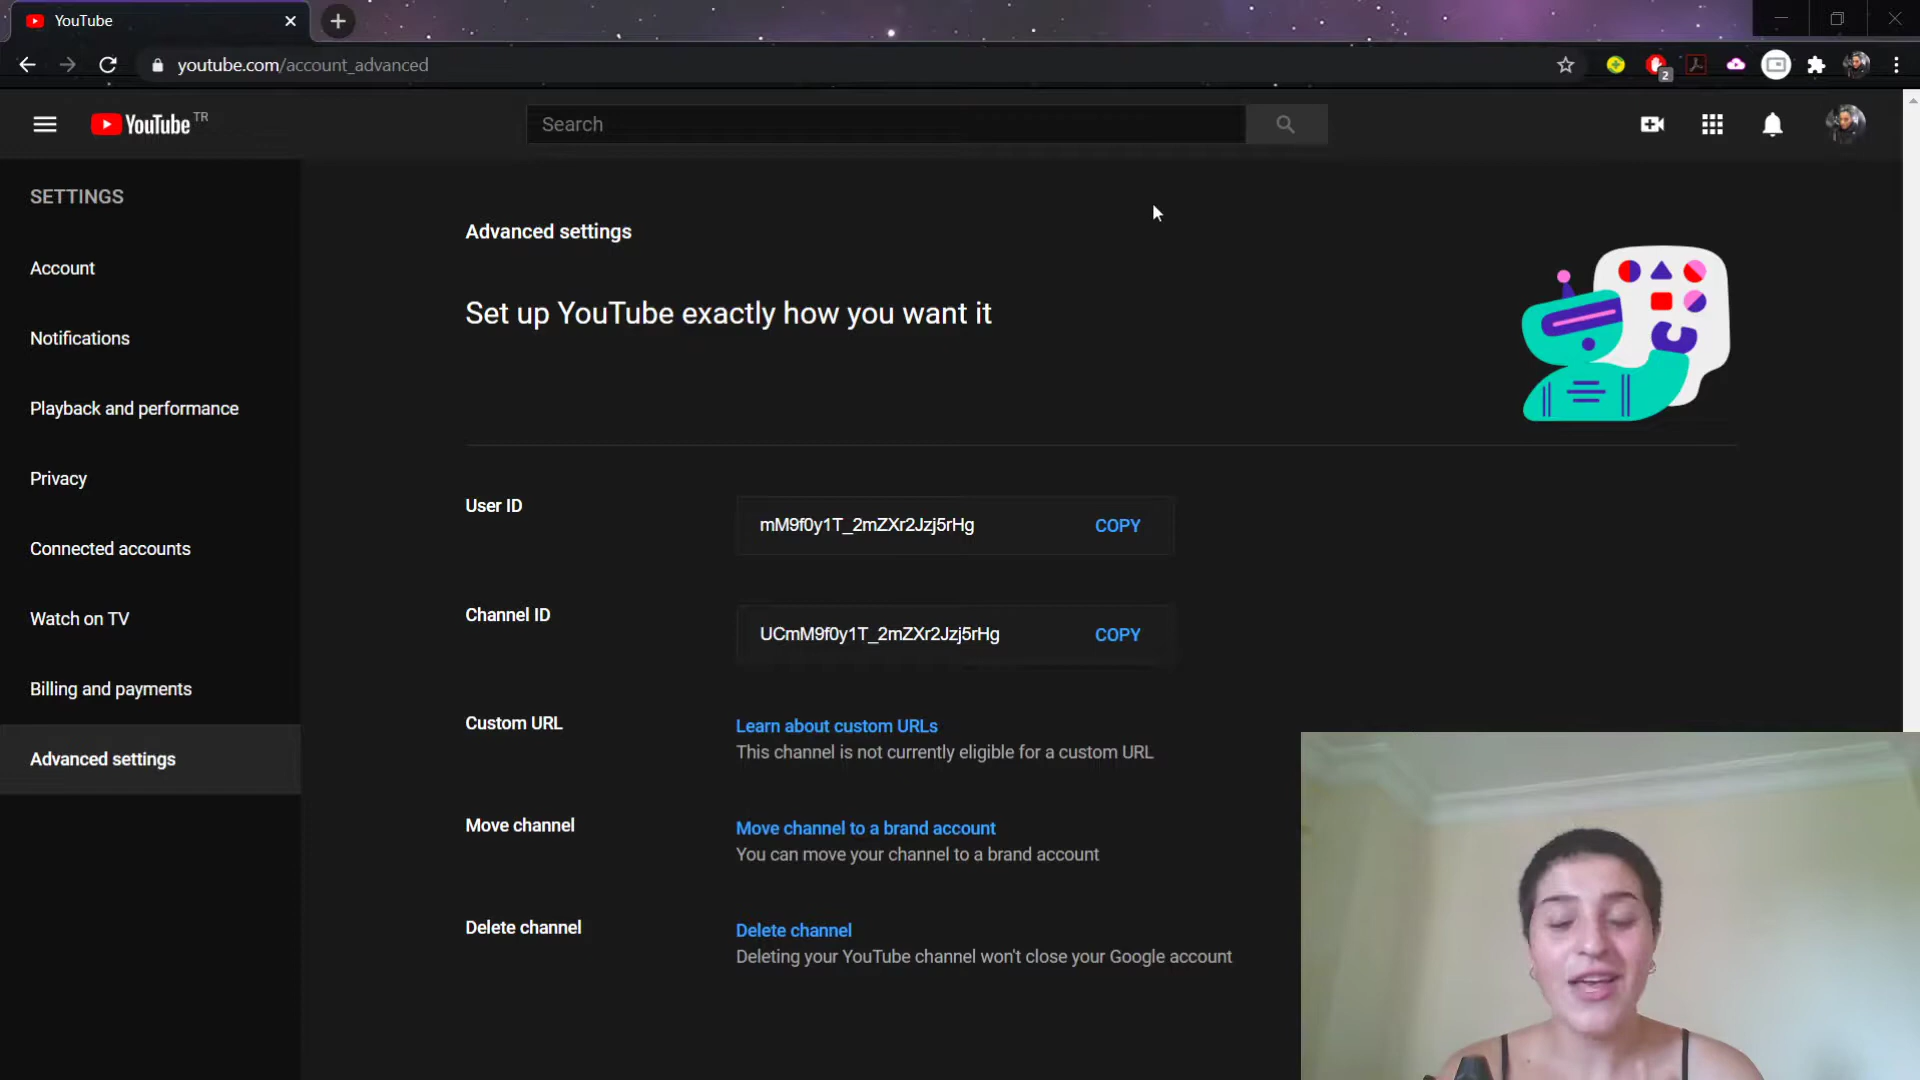 YouTube
youtube.com/account_advanced
2
YouTube TR
Search
SETTINGS
Account
Notifications
Playback and performance
Privacy
Connected accounts
Watch on TV
Billing and payments
Advanced settings
Advanced settings
Set up YouTube exactly how you want it
User ID
mM9f0y1T_2mZXr2Jzj5rHg COPY
Channel ID
UCmM9f0y1T_2mZXr2Jzj5rHg COPY
Custom URL
Learn about custom URLs
This channel is not currently eligible for a custom URL
Move channel
Move channel to a brand account
You can move your channel to a brand account
Delete channel
Delete channel
Deleting your YouTube channel won't close your Google account